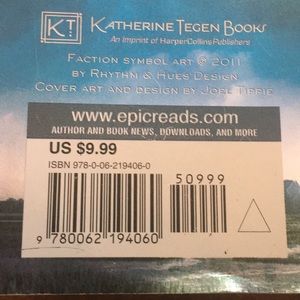 KT
KATHERINE TEGEN BOOKS
An Imprint of HarperCollinsPublishers
FACTION SYMBOL ART © 2011
BY RHYTHM & HUES DESIGN
COVER ART AND DESIGN BY JOEL TIPPIE
www.epicreads.com
AUTHOR AND BOOK NEWS, DOWNLOADS, AND MORE
US $9.99
ISBN 978-0-06-219406-0
50999
9 780062 194060